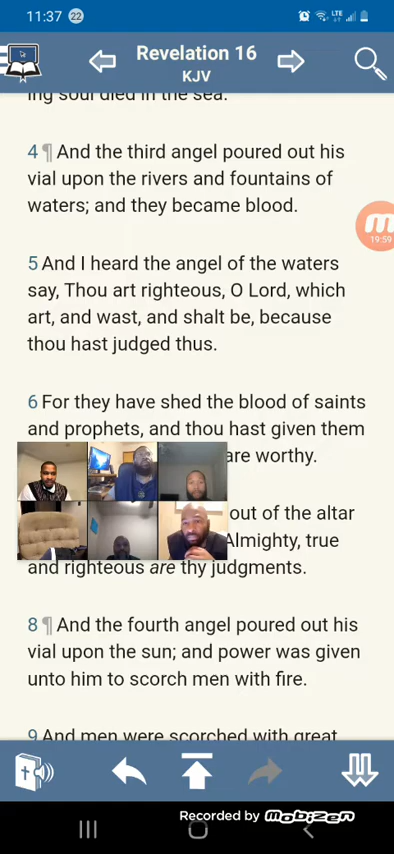 11:37 22 LTE
Revelation 16
KJV
ing soul died in the sea.
4 ¶ And the third angel poured out his
vial upon the rivers and fountains of
waters; and they became blood.
19:59
5 And I heard the angel of the waters
say, Thou art righteous, O Lord, which
art, and wast, and shalt be, because
thou hast judged thus.
6 For they have shed the blood of saints
and prophets, and thou hast given them
are worthy.
out of the altar
Almighty, true
and righteous are thy judgments.
8 ¶ And the fourth angel poured out his
vial upon the sun; and power was given
unto him to scorch men with fire.
9 And men were scorched with great
Recorded by mobizen